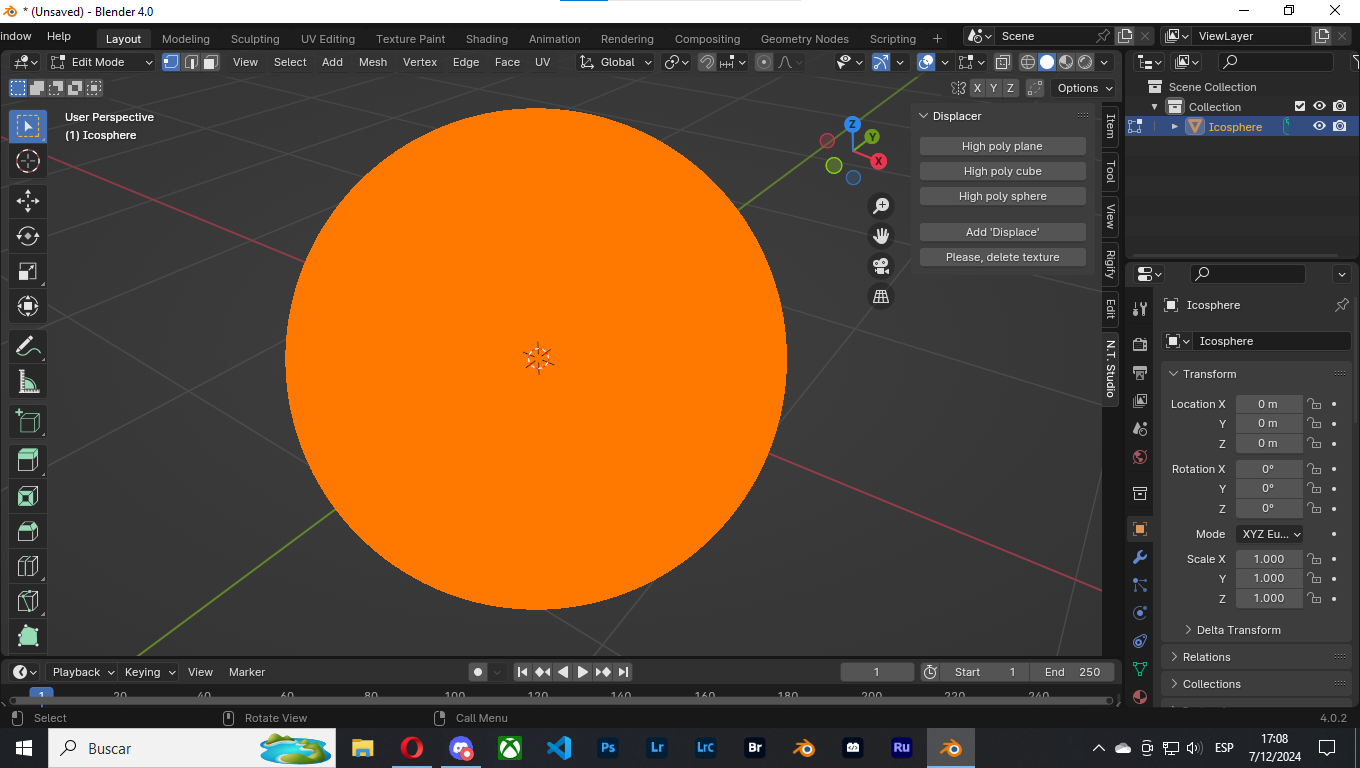 * (Unsaved) - Blender 4.0
indow Help Layout Modeling Sculpting UV Editing Texture Paint Shading Animation Rendering Compositing Geometry Nodes Scripting + Scene ViewLayer
Edit Mode View Select Add Mesh Vertex Edge Face UV Global
X Y Z Options
Scene Collection
Collection
Icosphere
User Perspective
(1) Icosphere
Z
Y
X
Displacer
High poly plane
High poly cube
High poly sphere
Add 'Displace'
Please, delete texture
Item
Tool
View
Rigify
Edit
N.T. Studio
Icosphere
Icosphere
Transform
Location X 0 m
Y 0 m
Z 0 m
Rotation X 0°
Y 0°
Z 0°
Mode XYZ Eu...
Scale X 1.000
Y 1.000
Z 1.000
Delta Transform
Relations
Collections
Playback Keying View Marker 1 Start 1 End 250
1 20 40 60 80 100 120 140 160 180 200 220 240
Select Rotate View Call Menu 4.0.2
Buscar Ps Lr Lrc Br Ru ESP
17:08
7/12/2024